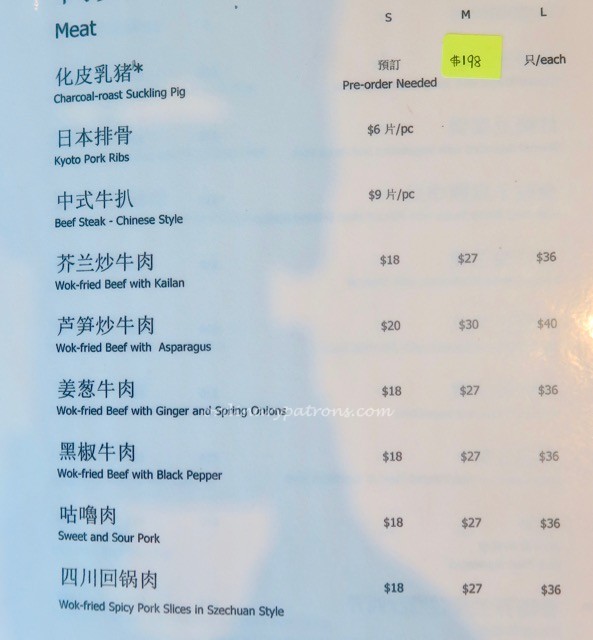 Meat
S M L
化皮乳猪* 預訂 $198 只/each
Charcoal-roast Suckling Pig Pre-order Needed
日本排骨 $6 片/pc
Kyoto Pork Ribs
中式牛扒 $9 片/pc
Beef Steak - Chinese Style
芥兰炒牛肉 $18 $27 $36
Wok-fried Beef with Kailan
芦笋炒牛肉 $20 $30 $40
Wok-fried Beef with Asparagus
姜葱牛肉 $18 $27 $36
Wok-fried Beef with Ginger and Spring Onions
黑椒牛肉 $18 $27 $36
Wok-fried Beef with Black Pepper
咕嚕肉 $18 $27 $36
Sweet and Sour Pork
四川回锅肉 $18 $27 $36
Wok-fried Spicy Pork Slices in Szechuan Style